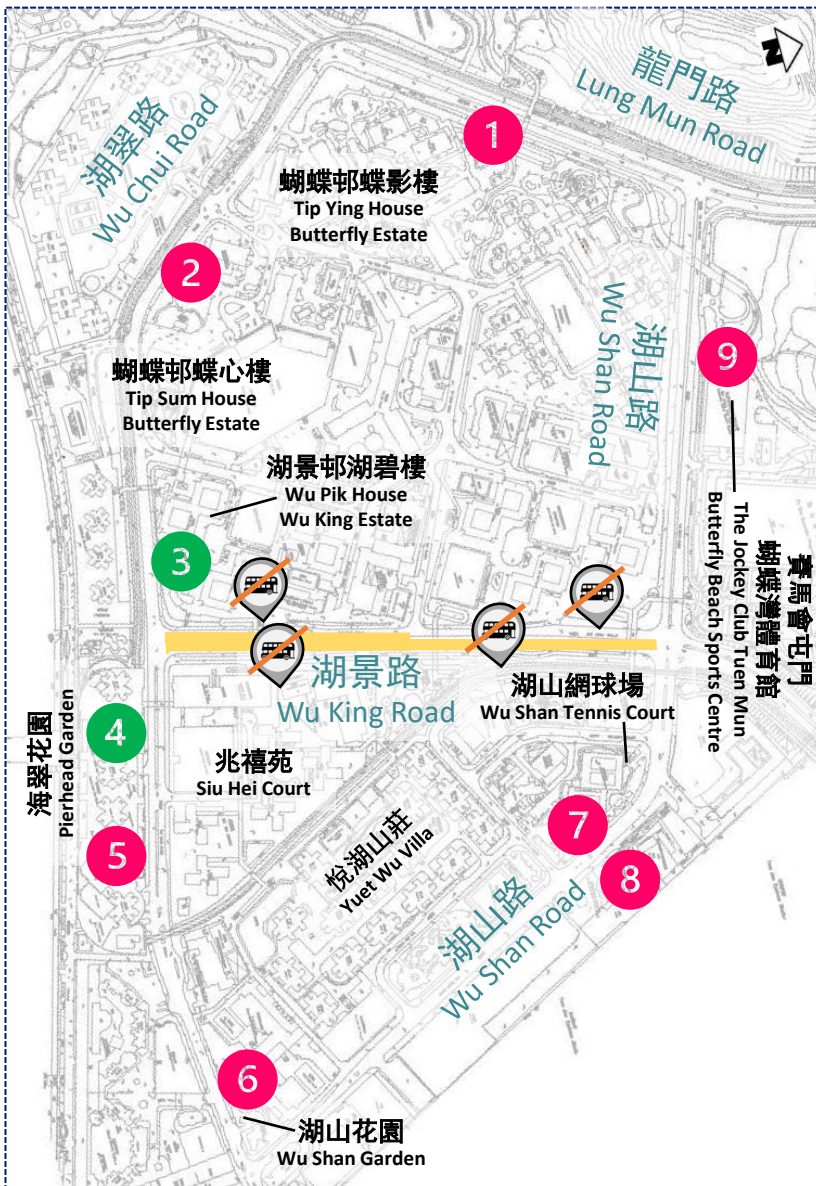 N
龍門路
Lung Mun Road
1
湖翠路
Wu Chui Road
蝴蝶邨蝶影樓
Tip Ying House
Butterfly Estate
2
湖山路
Wu Shan Road
9
蝴蝶邨蝶心樓
Tip Sum House
Butterfly Estate
湖景邨湖碧樓
Wu Pik House
Wu King Estate
3
賽馬會屯門
蝴蝶灣體育館
The Jockey Club Tuen Mun
Butterfly Beach Sports Centre
湖景路
Wu King Road
湖山網球場
Wu Shan Tennis Court
海翠花園
Pierhead Garden
4
兆禧苑
Siu Hei Court
5
悅湖山莊
Yuet Wu Villa
7
8
湖山路
Wu Shan Road
6
湖山花園
Wu Shan Garden